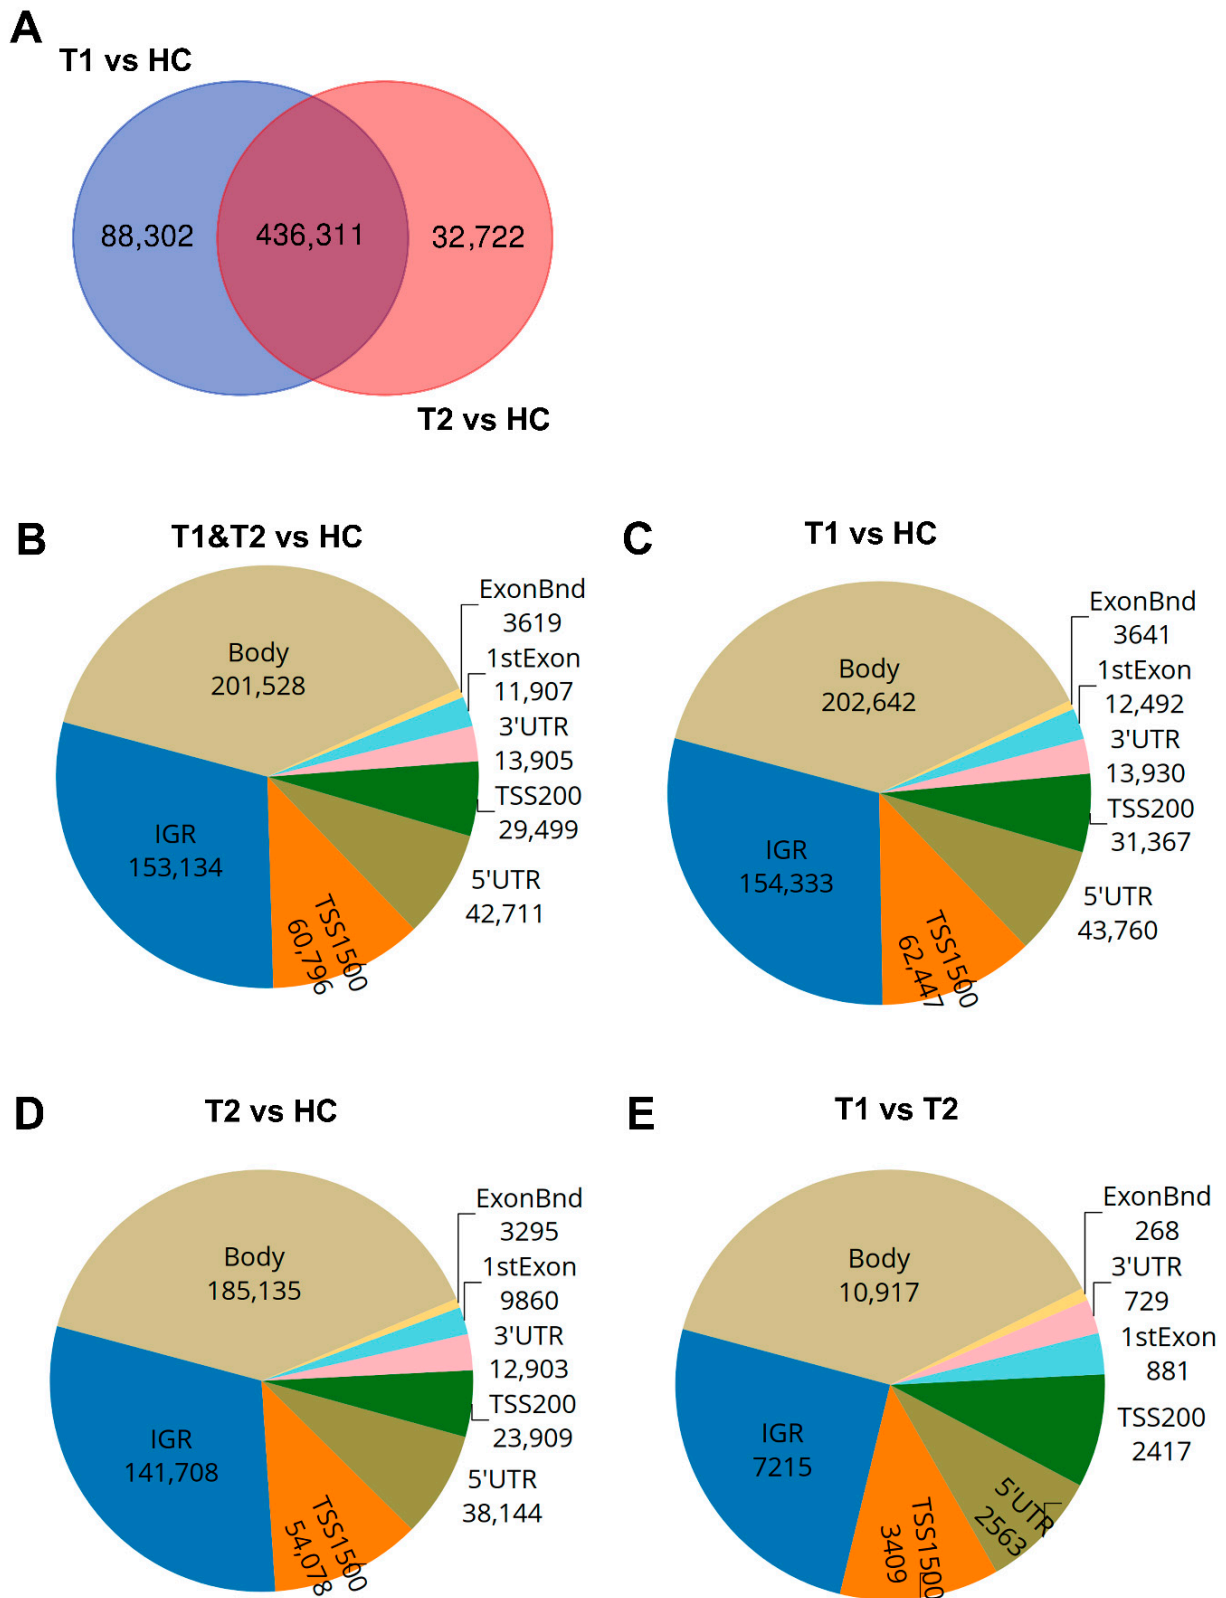 A
T1 vs HC
88,302
436,311
32,722
T2 vs HC
B
T1&T2 vs HC
Body
201,528
ExonBnd
3619
1stExon
11,907
3'UTR
13,905
TSS200
29,499
5'UTR
42,711
TSS1500
60,796
IGR
153,134
C
T1 vs HC
Body
202,642
ExonBnd
3641
1stExon
12,492
3'UTR
13,930
TSS200
31,367
5'UTR
43,760
TSS1500
62,447
IGR
154,333
D
T2 vs HC
Body
185,135
ExonBnd
3295
1stExon
9860
3'UTR
12,903
TSS200
23,909
5'UTR
38,144
TSS1500
54,078
IGR
141,708
E
T1 vs T2
Body
10,917
ExonBnd
268
3'UTR
729
1stExon
881
TSS200
2417
5'UTR
2563
TSS1500
3409
IGR
7215